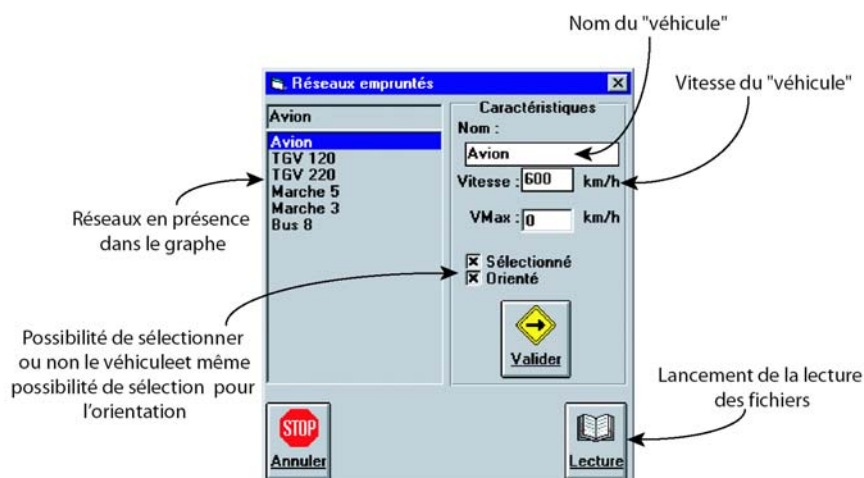 Nom du "véhicule"
Vitesse du "véhicule"
Réseaux empruntés
Avion
Avion
TGV 120
TGV 220
Marche 5
Marche 3
Bus 8
Caractéristiques
Nom :
Avion
Vitesse : 600 km/h
VMax : 0 km/h
Sélectionné
Orienté
Valider
Réseaux en présence
dans le graphe
Possibilité de sélectionner
ou non le véhiculeet même
possibilité de sélection pour
l'orientation
Lancement de la lecture
des fichiers
STOP
Annuler
Lecture